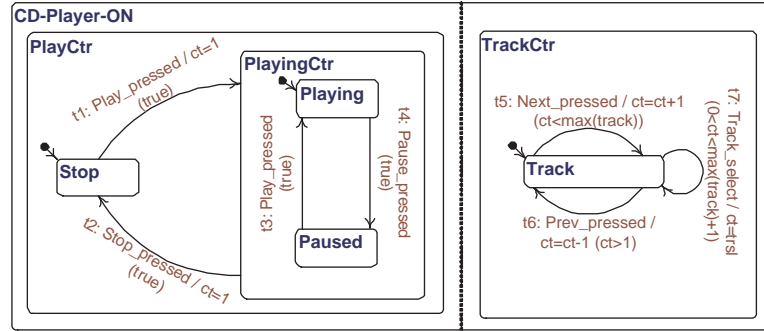 CD-Player-ON
PlayCtr
t1: Play_pressed / ct=1
(true)
Stop
t2: Stop_pressed / ct=1
(true)
PlayingCtr
Playing
t3: Play_pressed
(true)
t4: Pause_pressed
(true)
Paused
TrackCtr
t5: Next_pressed / ct=ct+1
(ct<max(track))
Track
t6: Prev_pressed /
ct=ct-1 (ct>1)
t7: Track_select / ct=trsl
(0<ct<max(track)+1)